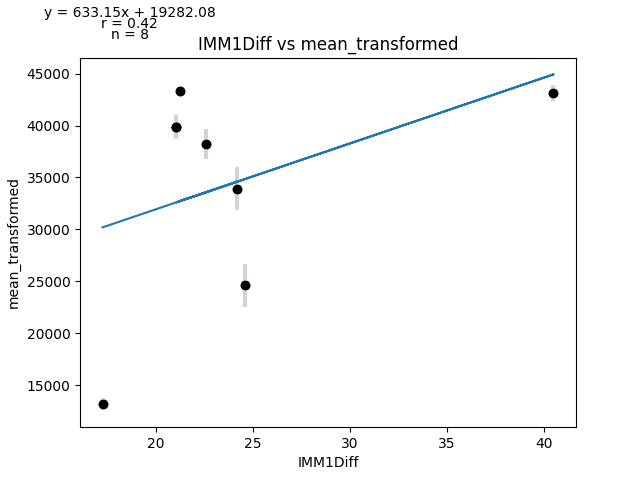 y = 633.15x + 19282.08
r = 0.42
n = 8
IMM1Diff vs mean_transformed
45000
40000
35000
30000
25000
20000
15000
mean_transformed
20 25 30 35 40
IMM1Diff